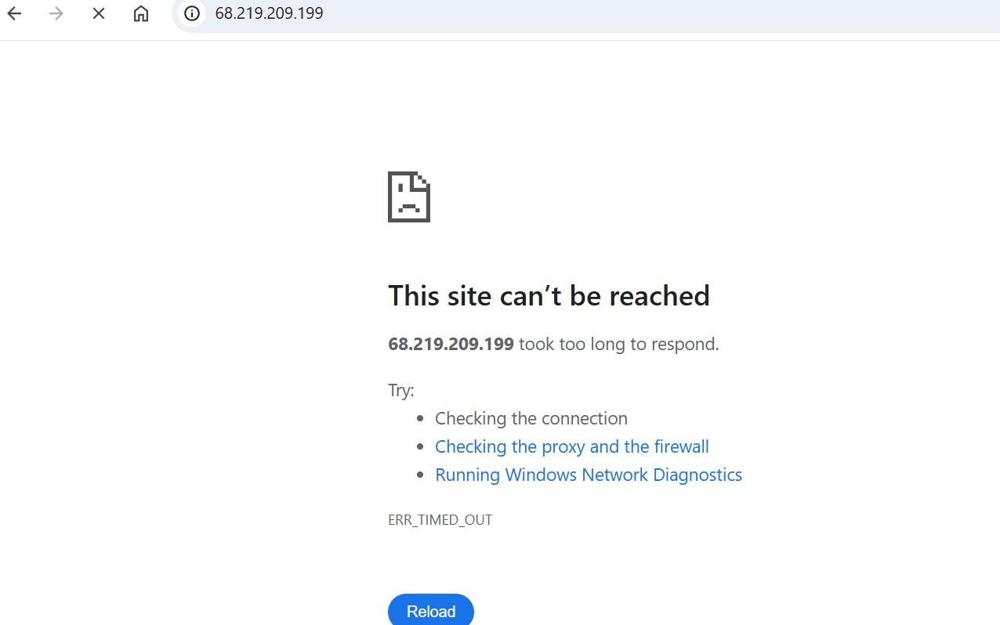 68.219.209.199
This site can’t be reached
68.219.209.199 took too long to respond.
Try:
Checking the connection
Checking the proxy and the firewall
Running Windows Network Diagnostics
ERR_TIMED_OUT
Reload